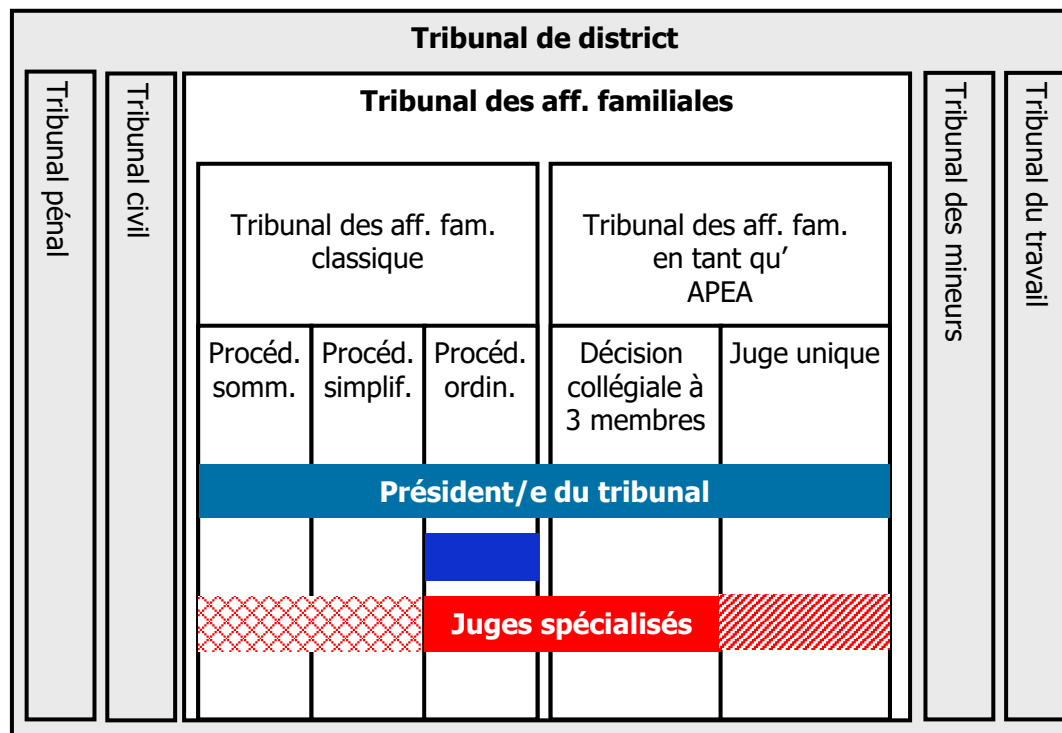 Tribunal de district
Tribunal pénal
Tribunal civil
Tribunal des aff. familiales
Tribunal des aff. fam.
classique
Tribunal des aff. fam.
en tant qu'
APEA
Procéd.
somm.
Procéd.
simplif.
Procéd.
ordin.
Décision
collégiale à
3 membres
Juge unique
Président/e du tribunal
Juges spécialisés
Tribunal des mineurs
Tribunal du travail